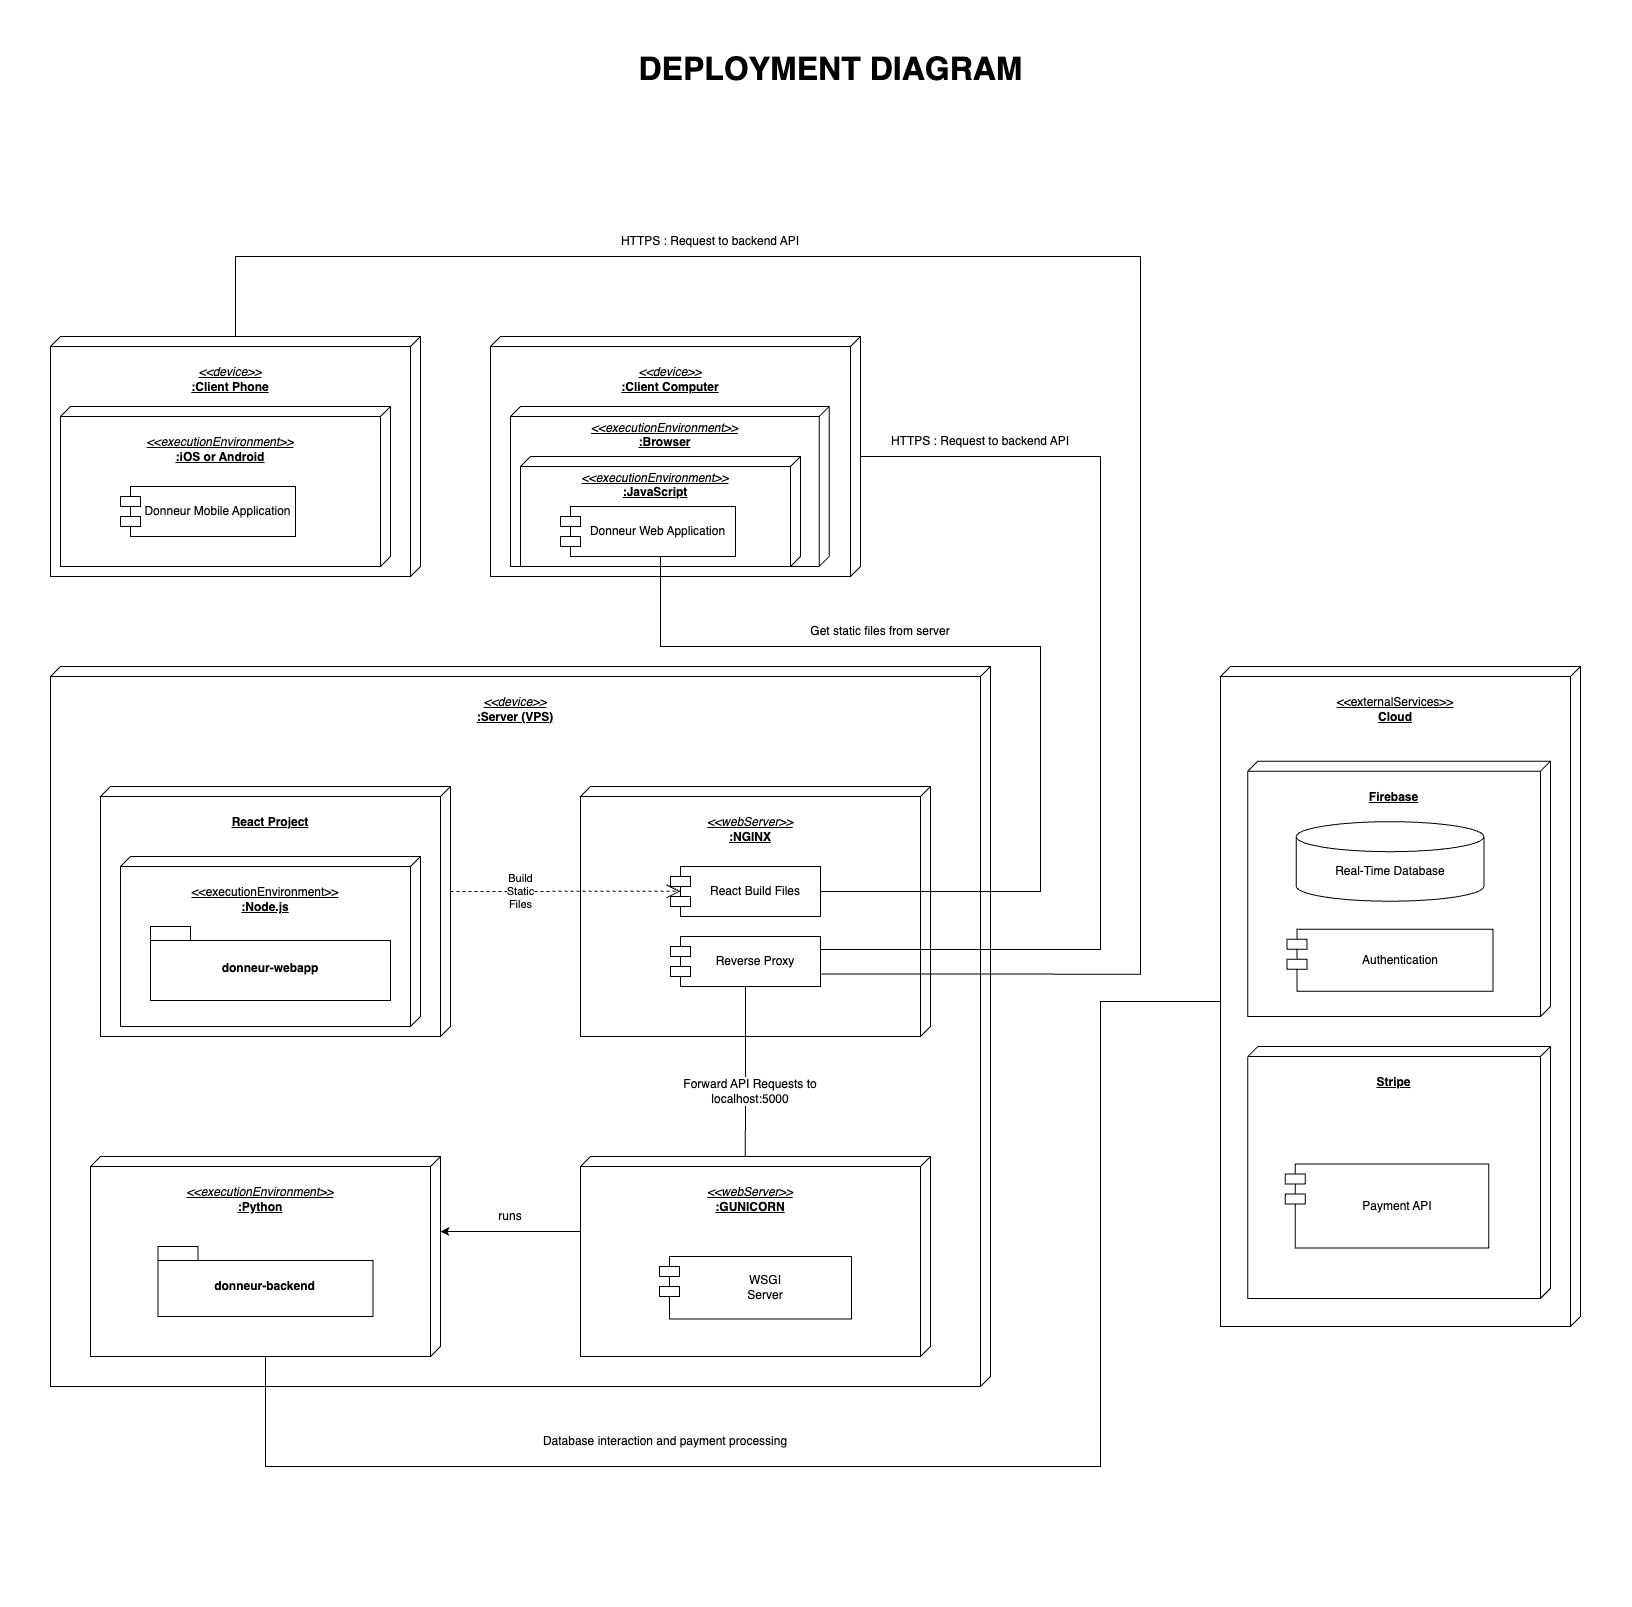 DEPLOYMENT DIAGRAM
HTTPS : Request to backend API
<<device>>
:Client Phone
<<executionEnvironment>>
:iOS or Android
Donneur Mobile Application
<<device>>
:Client Computer
<<executionEnvironment>>
:Browser
<<executionEnvironment>>
:JavaScript
Donneur Web Application
HTTPS : Request to backend API
Get static files from server
<<device>>
:Server (VPS)
React Project
<<executionEnvironment>>
:Node.js
donneur-webapp
Build
Static
Files
<<webServer>>
:NGINX
React Build Files
Reverse Proxy
Forward API Requests to
localhost:5000
<<executionEnvironment>>
:Python
donneur-backend
runs
<<webServer>>
:GUNICORN
WSGI
Server
Database interaction and payment processing
<<externalServices>>
Cloud
Firebase
Real-Time Database
Authentication
Stripe
Payment API